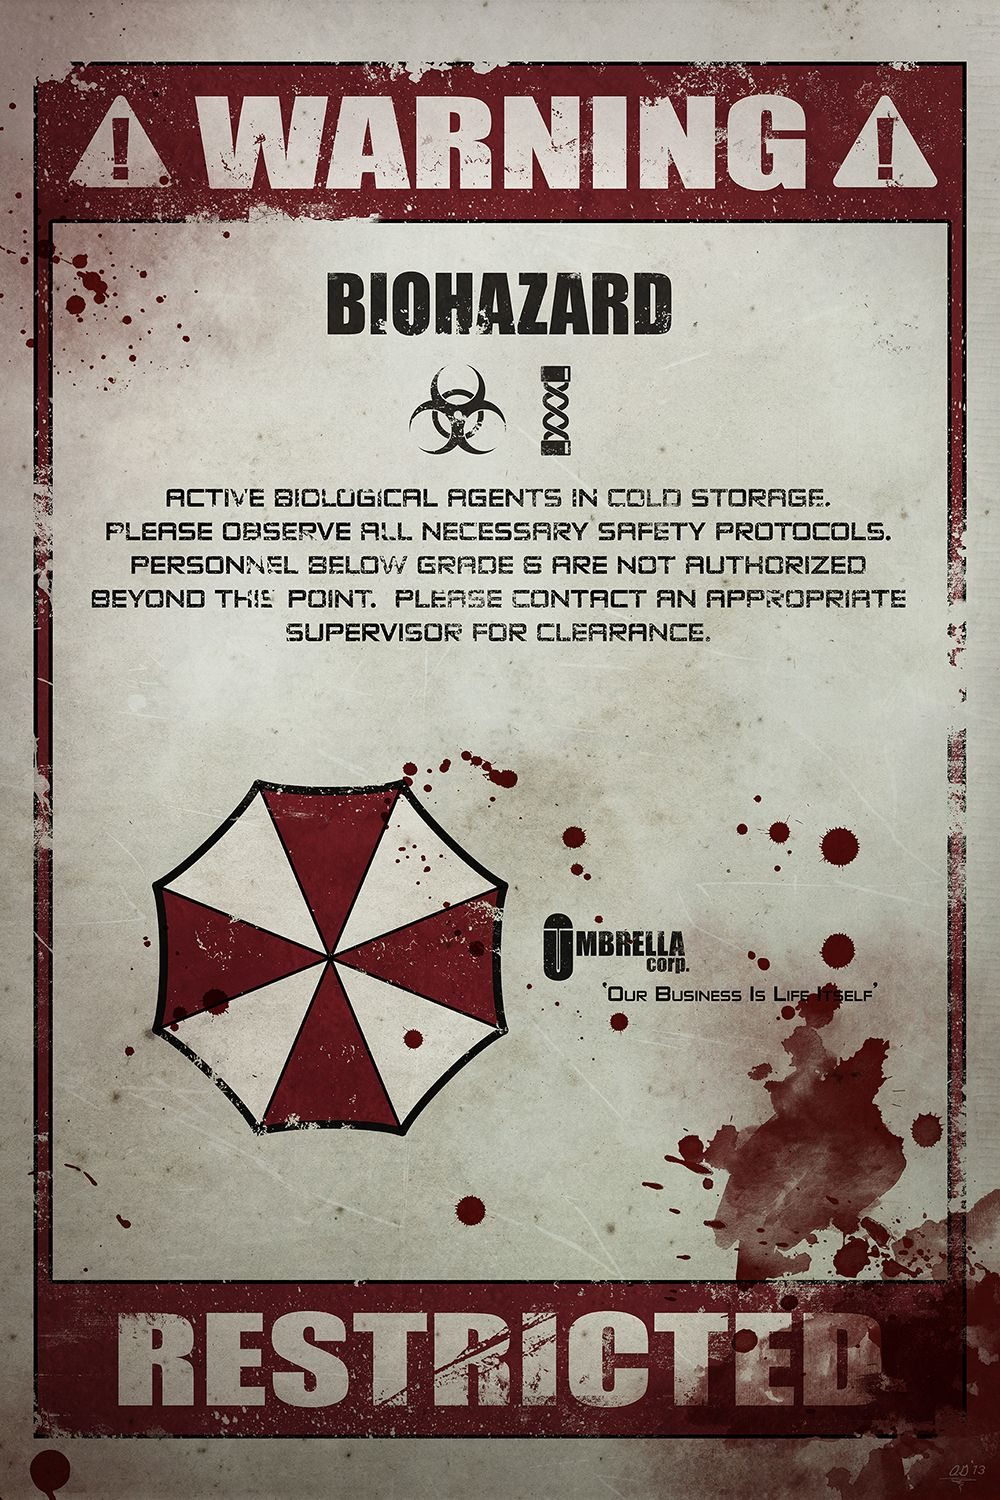 WARNING
BIOHAZARD
ACTIVE BIOLOGICAL AGENTS IN COLD STORAGE.
PLEASE OBSERVE ALL NECESSARY SAFETY PROTOCOLS.
PERSONNEL BELOW GRADE 6 ARE NOT AUTHORIZED
BEYOND THIS POINT. PLEASE CONTACT AN APPROPRIATE
SUPERVISOR FOR CLEARANCE.
UMBRELLA
corp.
'Our Business Is Life Itself'
RESTRICTED
'13